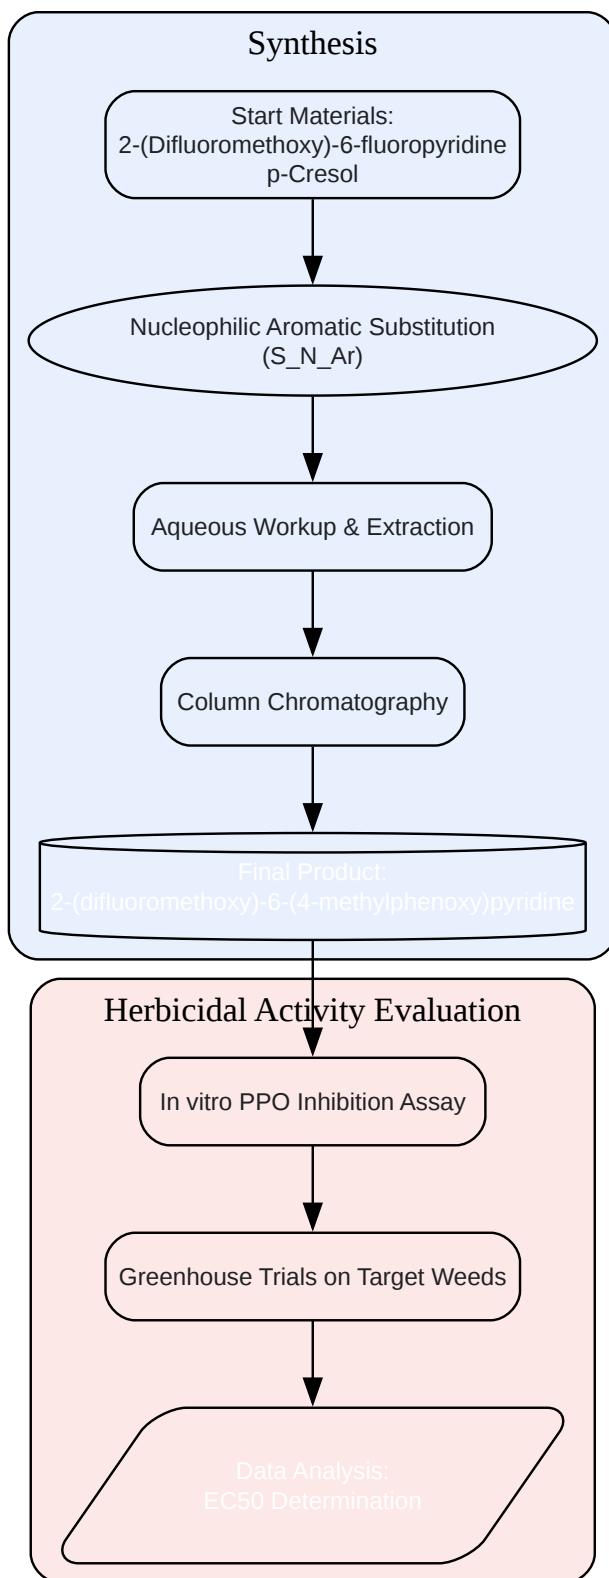 Synthesis
Start Materials:
2-(Difluoromethoxy)-6-fluoropyridine
p-Cresol
Nucleophilic Aromatic Substitution
(S_N_Ar)
Aqueous Workup & Extraction
Column Chromatography
Final Product:
2-(difluoromethoxy)-6-(4-methylphenoxy)pyridine
Herbicidal Activity Evaluation
In vitro PPO Inhibition Assay
Greenhouse Trials on Target Weeds
Data Analysis:
EC50 Determination